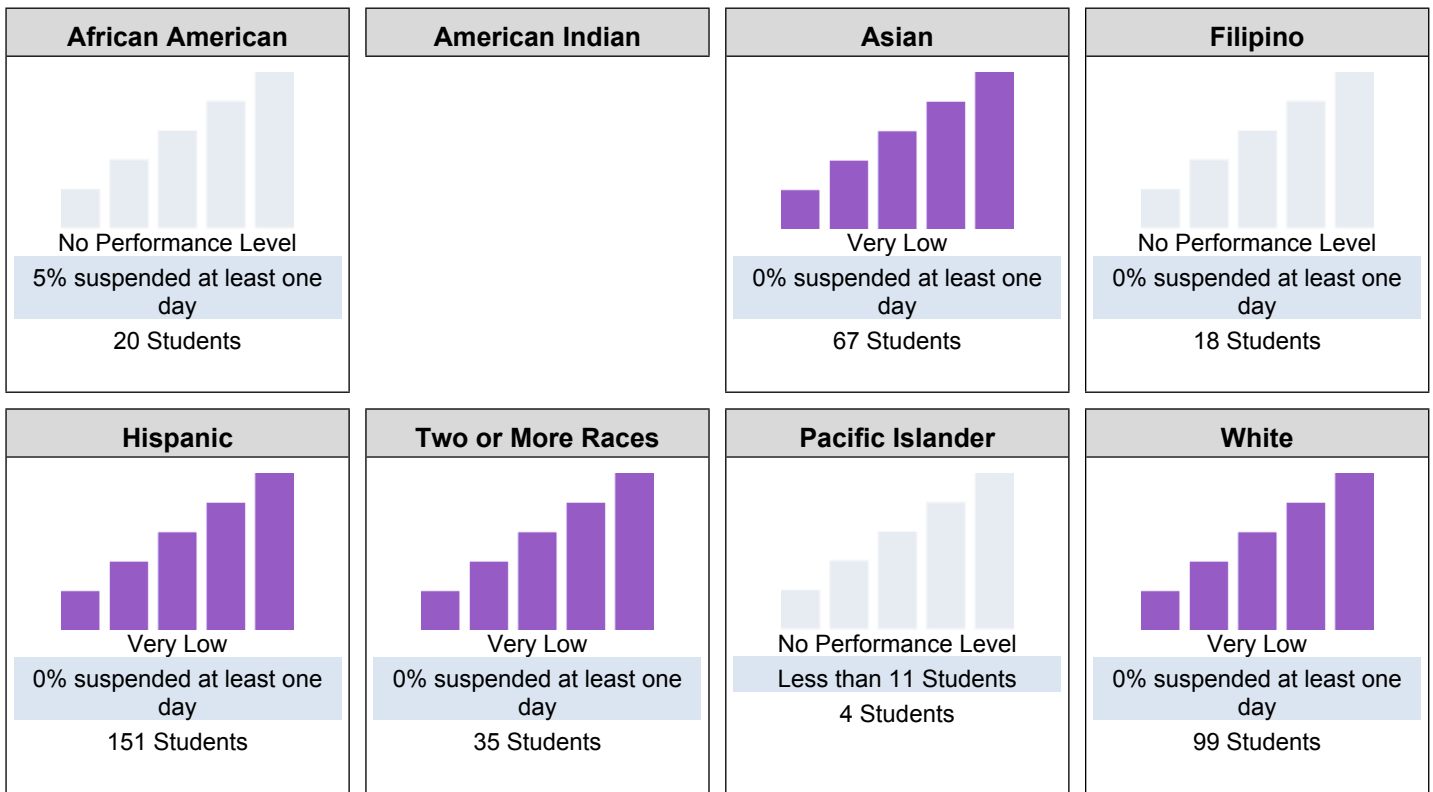 African American
No Performance Level
5% suspended at least one
day
20 Students
American Indian
Asian
Very Low
0% suspended at least one
day
67 Students
Filipino
No Performance Level
0% suspended at least one
day
18 Students
Hispanic
Very Low
0% suspended at least one
day
151 Students
Two or More Races
Very Low
0% suspended at least one
day
35 Students
Pacific Islander
No Performance Level
Less than 11 Students
4 Students
White
Very Low
0% suspended at least one
day
99 Students